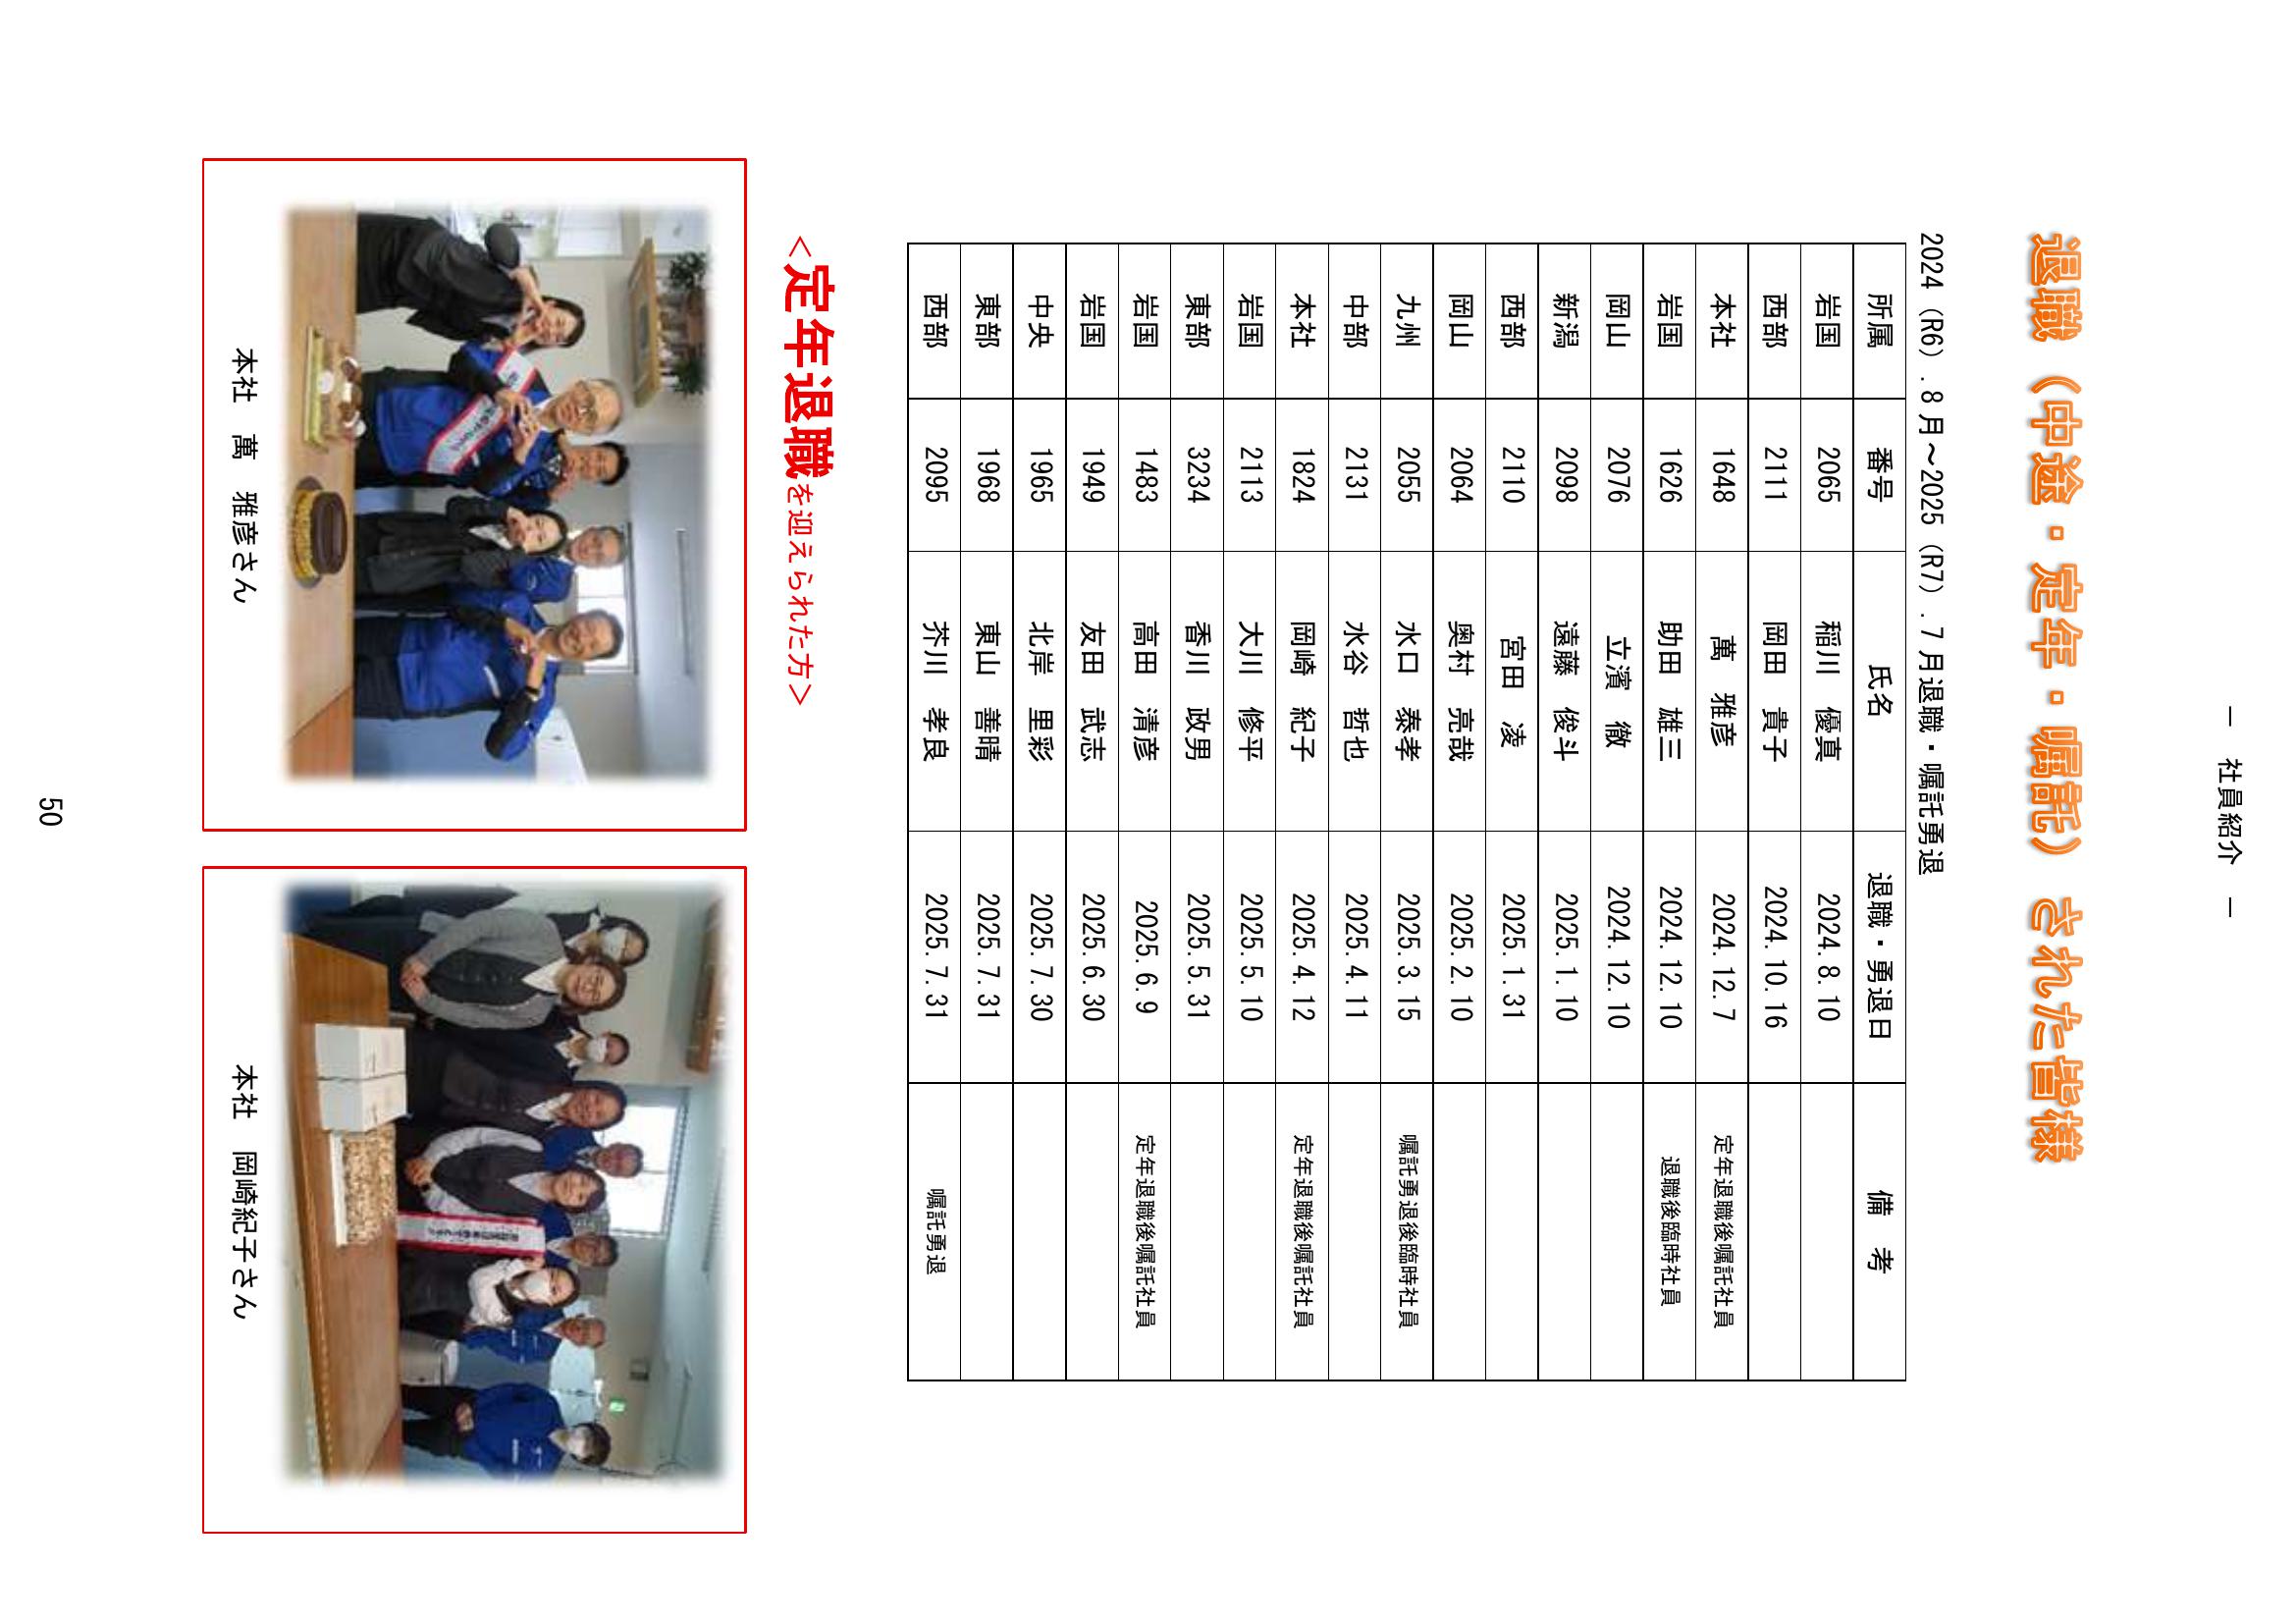 － 社員紹介 －
退職（中途・定年・嘱託）された皆様
2024（R6）.8月～2025（R7）.7月退職・嘱託勇退
所属 番号 氏名 退職・勇退日 備 考
岩国 2065 稲川 優真 2024.8.10
西部 2111 岡田 貴子 2024.10.16
本社 1648 萬 雅彦 2024.12.7 定年退職後嘱託社員
岩国 1626 助田 雄三 2024.12.10 退職後臨時社員
岡山 2076 立濱 徹 2024.12.10
新潟 2098 遠藤 俊斗 2025.1.10
西部 2110 宮田 凌 2025.1.31
岡山 2064 奥村 亮哉 2025.2.10
九州 2055 水口 泰孝 2025.3.15 嘱託勇退後臨時社員
中部 2131 水谷 哲也 2025.4.11
本社 1824 岡崎 紀子 2025.4.12 定年退職後嘱託社員
岩国 2113 大川 修平 2025.5.10
東部 3234 香川 政男 2025.5.31
岩国 1483 高田 清彦 2025.6.9 定年退職後嘱託社員
岩国 1949 友田 武志 2025.6.30
中央 1965 北岸 里彩 2025.7.30
東部 1968 東山 善晴 2025.7.31
西部 2095 芥川 孝良 2025.7.31 嘱託勇退
＜定年退職を迎えられた方＞
本社 萬 雅彦さん
本社 岡崎紀子さん
50